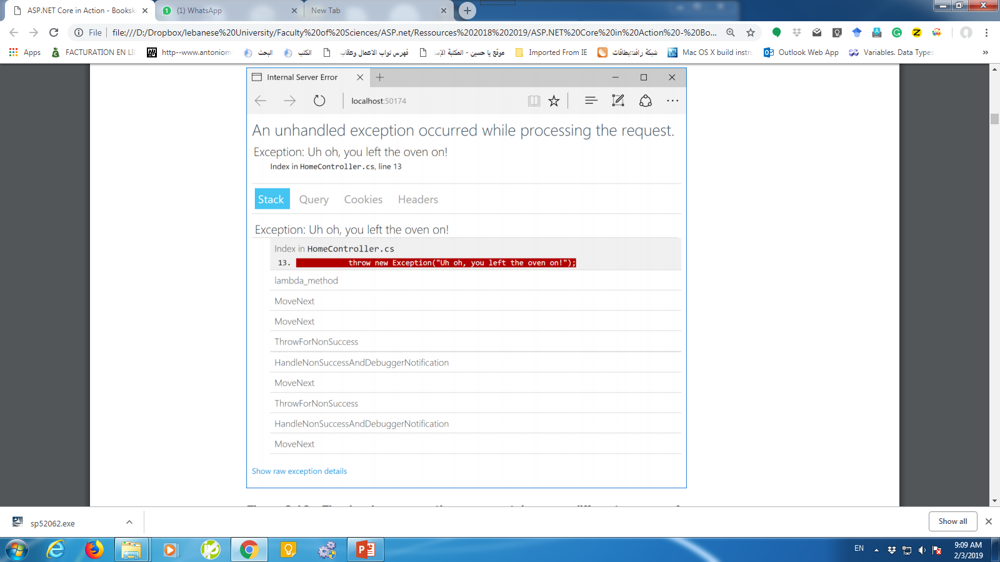 ASP.NET Core in Action - Booksk
(1) WhatsApp
New Tab
File
file:///D:/Dropbox/lebanese%20University/Faculty%20of%20Sciences/ASP.net/Ressources%202018%202019/ASP.NET%20Core%20in%20Action%20-%20Bo...
Apps
FACTURATION EN LI
http--www.antoniom
البحث
الكتب
فهرس ثواب الاعمال وعقاب
موقع يا حسين - المكتبة الإسا
Imported From IE
شبكة رافد::بطاقات
Mac OS X build instru
Outlook Web App
Variables. Data Types
»
Internal Server Error
localhost:50174
An unhandled exception occurred while processing the request.
Exception: Uh oh, you left the oven on!
Index in HomeController.cs, line 13
Stack Query Cookies Headers
Exception: Uh oh, you left the oven on!
Index in HomeController.cs
13. throw new Exception("Uh oh, you left the oven on!");
lambda_method
MoveNext
MoveNext
ThrowForNonSuccess
HandleNonSuccessAndDebuggerNotification
MoveNext
ThrowForNonSuccess
HandleNonSuccessAndDebuggerNotification
MoveNext
Show raw exception details
sp52062.exe
Show all
EN
9:09 AM
2/3/2019